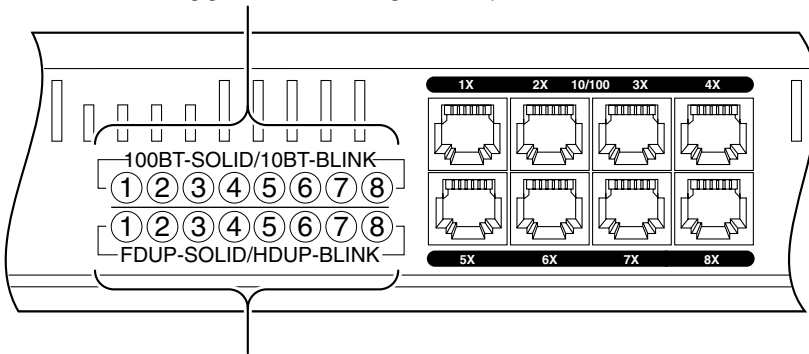 1X 2X 10/100 3X 4X
100BT-SOLID/10BT-BLINK
1 2 3 4 5 6 7 8
1 2 3 4 5 6 7 8
FDUP-SOLID/HDUP-BLINK
5X 6X 7X 8X